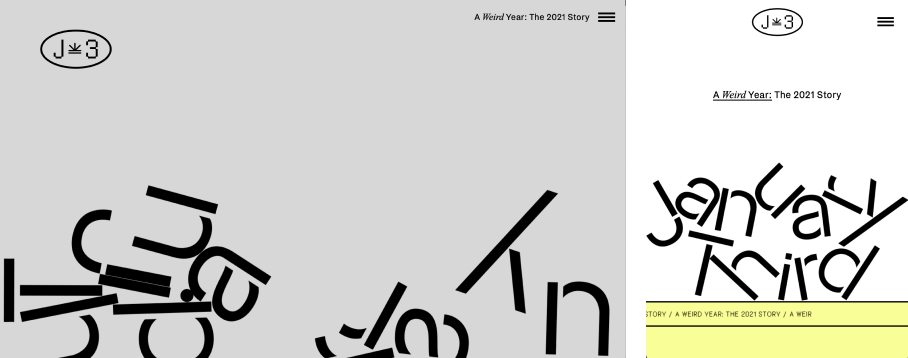 A Weird Year: The 2021 Story
J 3
J 3
A Weird Year: The 2021 Story
January
Third
STORY / A WEIRD YEAR: THE 2021 STORY / A WEIR